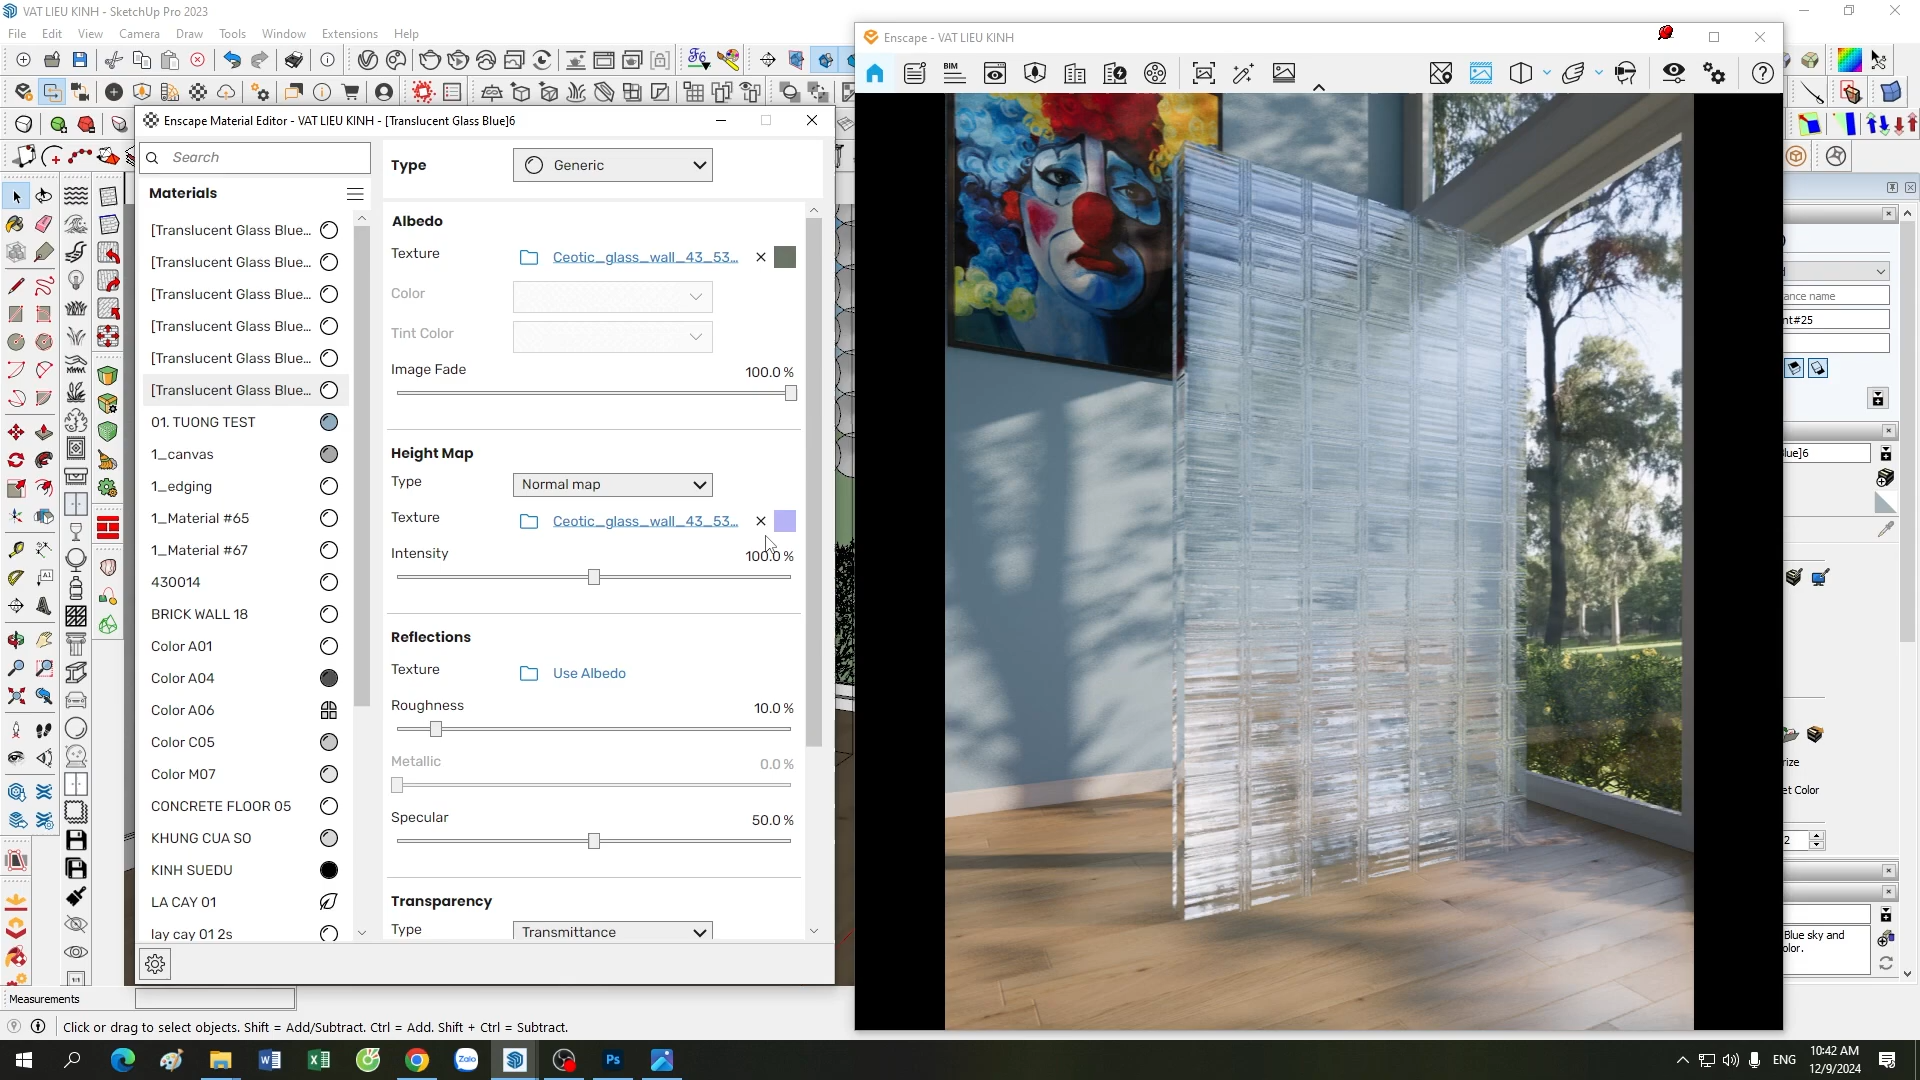 VAT LIEU KINH - SketchUp Pro 2023
File Edit View Camera Draw Tools Window Extensions Help
Enscape - VAT LIEU KINH
BIM
Enscape Material Editor - VAT LIEU KINH - [Translucent Glass Blue]6
Search
Materials
[Translucent Glass Blue...
[Translucent Glass Blue...
[Translucent Glass Blue...
[Translucent Glass Blue...
[Translucent Glass Blue...
[Translucent Glass Blue...
01. TUONG TEST
1_canvas
1_edging
1_Material #65
1_Material #67
430014
BRICK WALL 18
Color A01
Color A04
Color A06
Color C05
Color M07
CONCRETE FLOOR 05
KHUNG CUA SO
KINH SUEDU
LA CAY 01
lay cay 01 2s
Type Generic
Albedo
Texture Ceotic_glass_wall_43_53...
Color
Tint Color
Image Fade 100.0 %
Height Map
Type Normal map
Texture Ceotic_glass_wall_43_53...
Intensity 100.0 %
Reflections
Texture Use Albedo
Roughness 10.0 %
Metallic 0.0 %
Specular 50.0 %
Transparency
Type Transmittance
ance name
nt#25
lue]6
rize
et Color
2
Blue sky and
olor.
Measurements
Click or drag to select objects. Shift = Add/Subtract. Ctrl = Add. Shift + Ctrl = Subtract.
Zalo
Ps
ENG
10:42 AM
12/9/2024